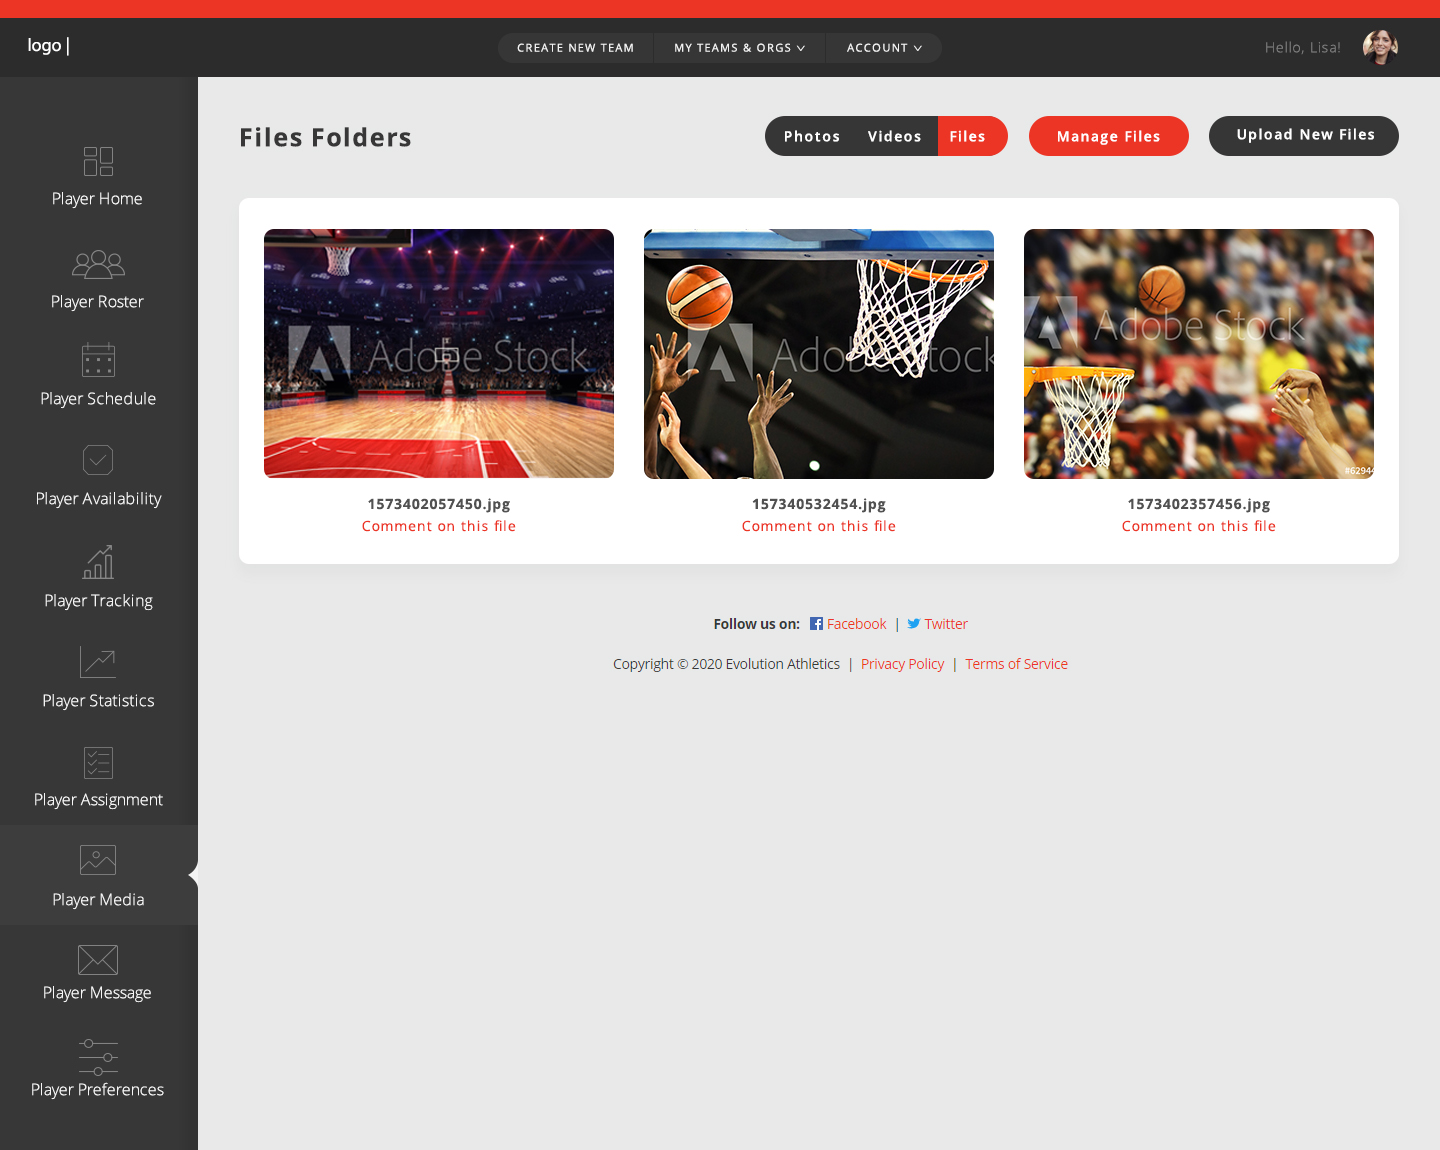 logo |
CREATE NEW TEAM
MY TEAMS & ORGS
ACCOUNT
Hello, Lisa!
Player Home
Player Roster
Player Schedule
Player Availability
Player Tracking
Player Statistics
Player Assignment
Player Media
Player Message
Player Preferences
Files Folders
Photos
Videos
Files
Manage Files
Upload New Files
Adobe Stock
Adobe Stock
Adobe Stock
#6294
1573402057450.jpg
Comment on this file
157340532454.jpg
Comment on this file
1573402357456.jpg
Comment on this file
Follow us on: Facebook | Twitter
Copyright © 2020 Evolution Athletics | Privacy Policy | Terms of Service